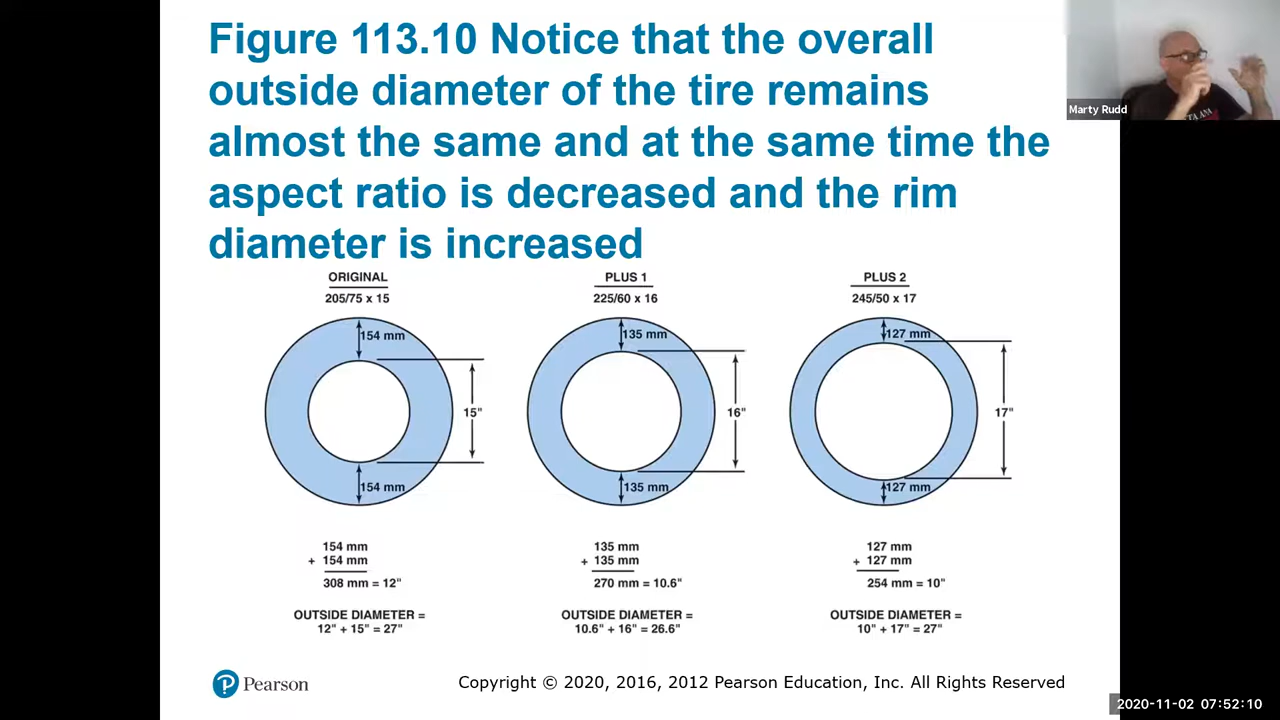 Figure 113.10 Notice that the overall
outside diameter of the tire remains
almost the same and at the same time the
aspect ratio is decreased and the rim
diameter is increased
Marty Rudd
ORIGINAL
205/75 x 15
154 mm
15"
154 mm
154 mm
+ 154 mm
308 mm = 12"
OUTSIDE DIAMETER =
12" + 15" = 27"
PLUS 1
225/60 x 16
135 mm
16"
135 mm
135 mm
+ 135 mm
270 mm = 10.6"
OUTSIDE DIAMETER =
10.6" + 16" = 26.6"
PLUS 2
245/50 x 17
127 mm
17"
127 mm
127 mm
+ 127 mm
254 mm = 10"
OUTSIDE DIAMETER =
10" + 17" = 27"
P Pearson
Copyright © 2020, 2016, 2012 Pearson Education, Inc. All Rights Reserved
2020-11-02 07:52:10